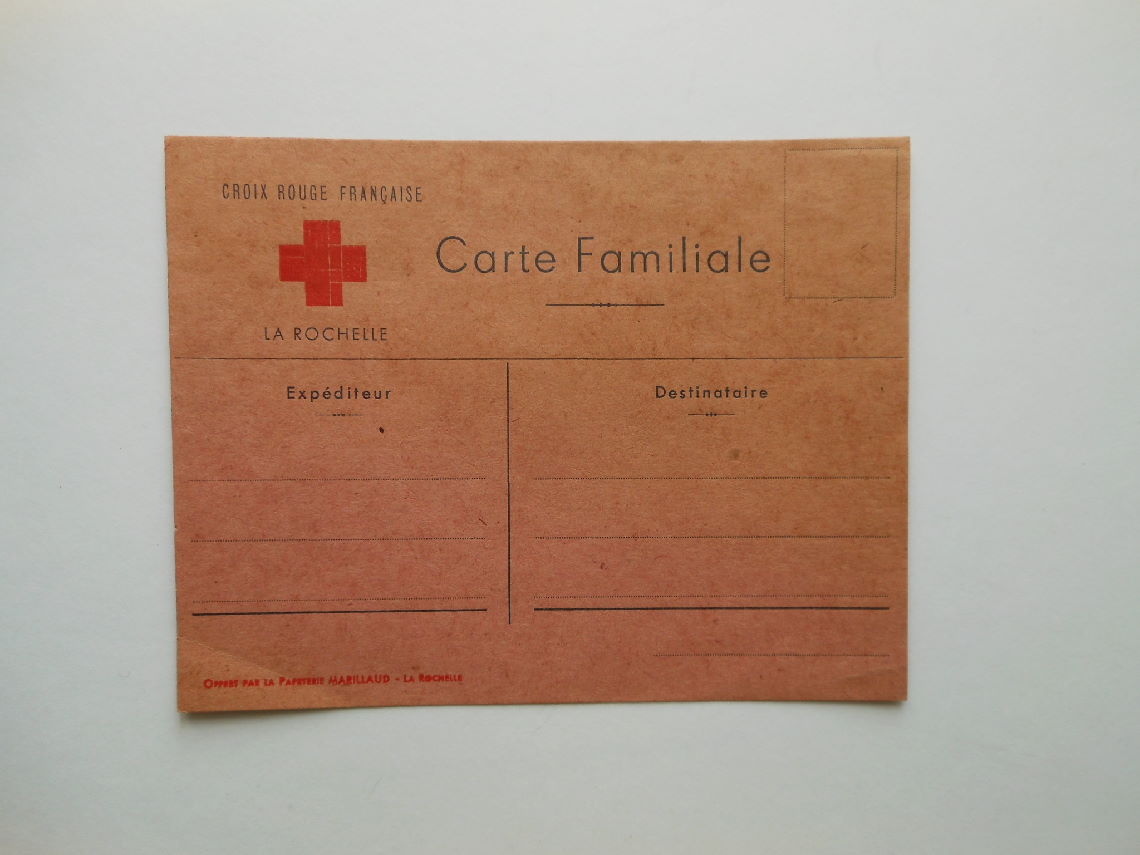 CROIX ROUGE FRANÇAISE
LA ROCHELLE
Carte Familiale
Expéditeur
Destinataire
OFFERT PAR LA PAPETERIE MARILLAUD - LA ROCHELLE